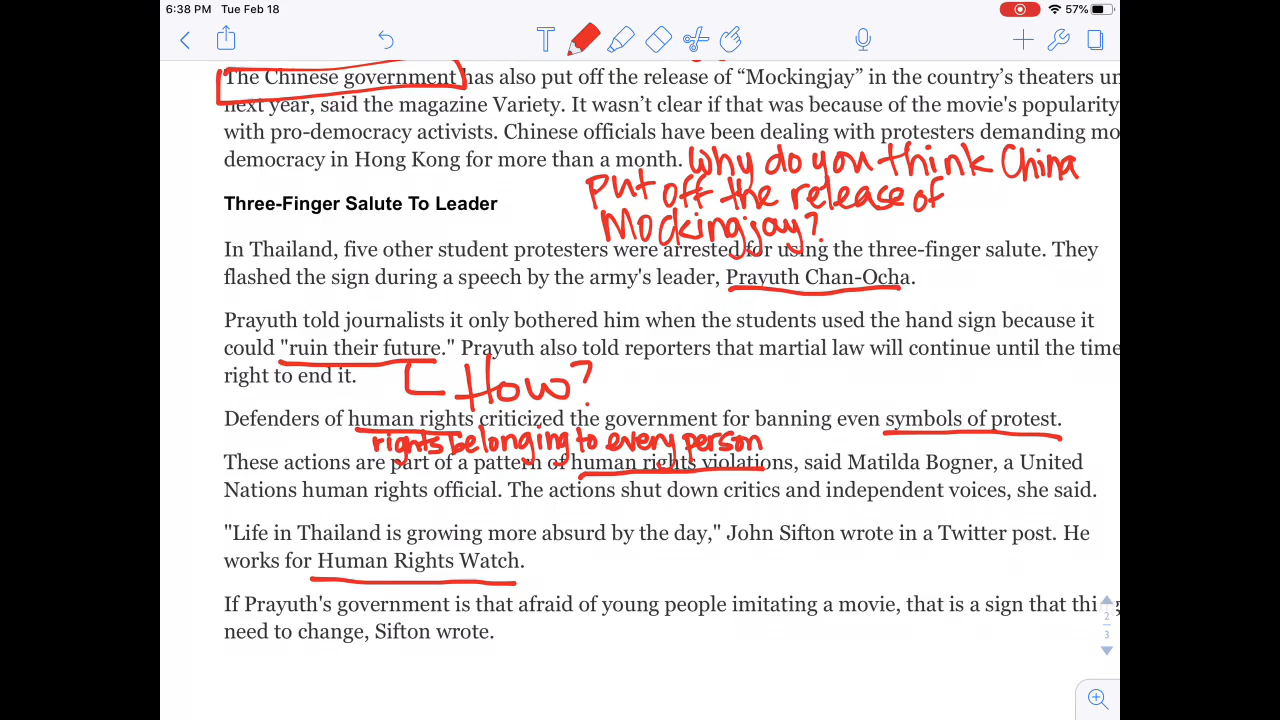 6:38 PM Tue Feb 18
57%
The Chinese government has also put off the release of “Mockingjay” in the country’s theaters un
next year, said the magazine Variety. It wasn’t clear if that was because of the movie's popularity
with pro-democracy activists. Chinese officials have been dealing with protesters demanding mo
democracy in Hong Kong for more than a month.
Why do you think China
put off the release of
Mockingjay?
Three-Finger Salute To Leader
In Thailand, five other student protesters were arrested for using the three-finger salute. They
flashed the sign during a speech by the army's leader, Prayuth Chan-Ocha.
Prayuth told journalists it only bothered him when the students used the hand sign because it
could "ruin their future." Prayuth also told reporters that martial law will continue until the time
right to end it.
How?
Defenders of human rights criticized the government for banning even symbols of protest.
rights belonging to every person
These actions are part of a pattern of human rights violations, said Matilda Bogner, a United
Nations human rights official. The actions shut down critics and independent voices, she said.
"Life in Thailand is growing more absurd by the day," John Sifton wrote in a Twitter post. He
works for Human Rights Watch.
If Prayuth's government is that afraid of young people imitating a movie, that is a sign that thi g
need to change, Sifton wrote.
2
3